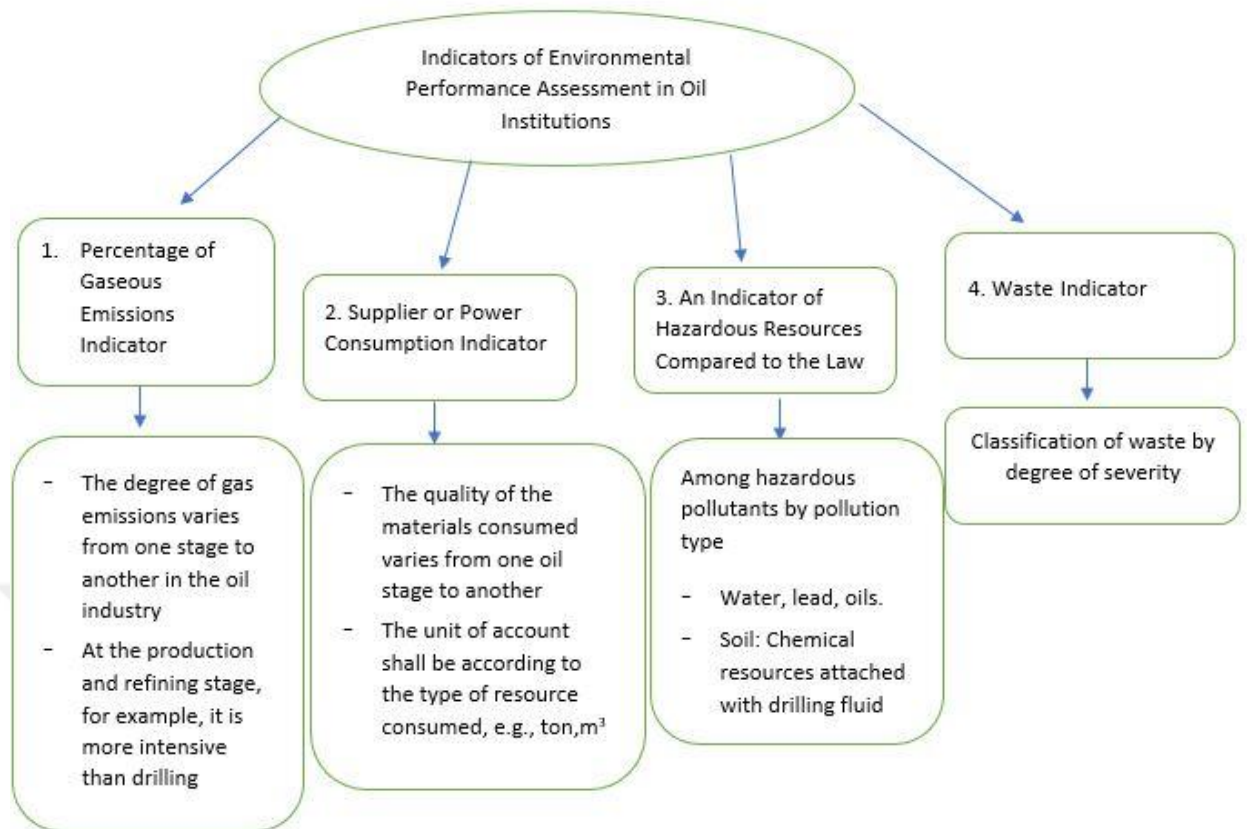 Indicators of Environmental
Performance Assessment in Oil
Institutions
1. Percentage of
Gaseous
Emissions
Indicator
2. Supplier or Power
Consumption Indicator
3. An Indicator of
Hazardous Resources
Compared to the Law
4. Waste Indicator
- The degree of gas
emissions varies
from one stage to
another in the oil
industry
- At the production
and refining stage,
for example, it is
more intensive
than drilling
- The quality of the
materials consumed
varies from one oil
stage to another
- The unit of account
shall be according to
the type of resource
consumed, e.g., ton,m³
Among hazardous
pollutants by pollution
type
- Water, lead, oils.
- Soil: Chemical
resources attached
with drilling fluid
Classification of waste by
degree of severity